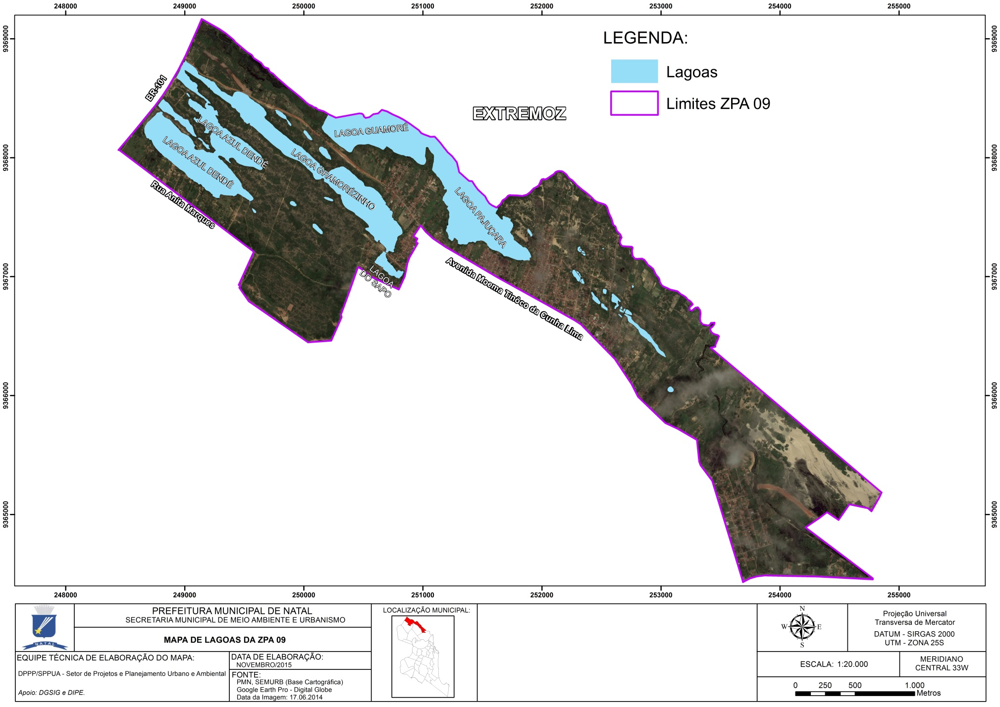 248000 249000 250000 251000 252000 253000 254000 255000
9369000
9368000
9367000
9366000
9365000
9369000
9368000
9367000
9366000
9365000
LEGENDA:
Lagoas
Limites ZPA 09
EXTREMOZ
BR-101
LAGOA GUAMORÉ
LAGOA AZUL DENDÊ
LAGOA AZUL DENDÊ
LAGOA GRAMORÉZINHO
LAGOA PAJUÇARA
Rua Anita Marques
LAGOA
DO SAPO
Avenida Moema Tinôco da Cunha Lima
248000 249000 250000 251000 252000 253000 254000 255000
NATAL
PREFEITURA MUNICIPAL DE NATAL
SECRETARIA MUNICIPAL DE MEIO AMBIENTE E URBANISMO
MAPA DE LAGOAS DA ZPA 09
EQUIPE TÉCNICA DE ELABORAÇÃO DO MAPA:
DPPP/SPPUA - Setor de Projetos e Planejamento Urbano e Ambiental
Apoio: DGSIG e DIPE.
DATA DE ELABORAÇÃO:
NOVEMBRO/2015
FONTE:
PMN, SEMURB (Base Cartográfica)
Google Earth Pro - Digital Globe
Data da Imagem: 17.06.2014
LOCALIZAÇÃO MUNICIPAL:
N
W E
S
Projeção Universal
Transversa de Mercator
DATUM - SIRGAS 2000
UTM - ZONA 25S
ESCALA: 1:20.000
MERIDIANO
CENTRAL 33W
0 250 500 1.000
Metros